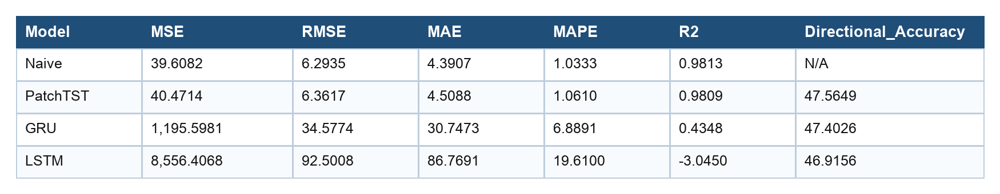 Model MSE RMSE MAE MAPE R2 Directional_Accuracy
Naive 39.6082 6.2935 4.3907 1.0333 0.9813 N/A
PatchTST 40.4714 6.3617 4.5088 1.0610 0.9809 47.5649
GRU 1,195.5981 34.5774 30.7473 6.8891 0.4348 47.4026
LSTM 8,556.4068 92.5008 86.7691 19.6100 -3.0450 46.9156